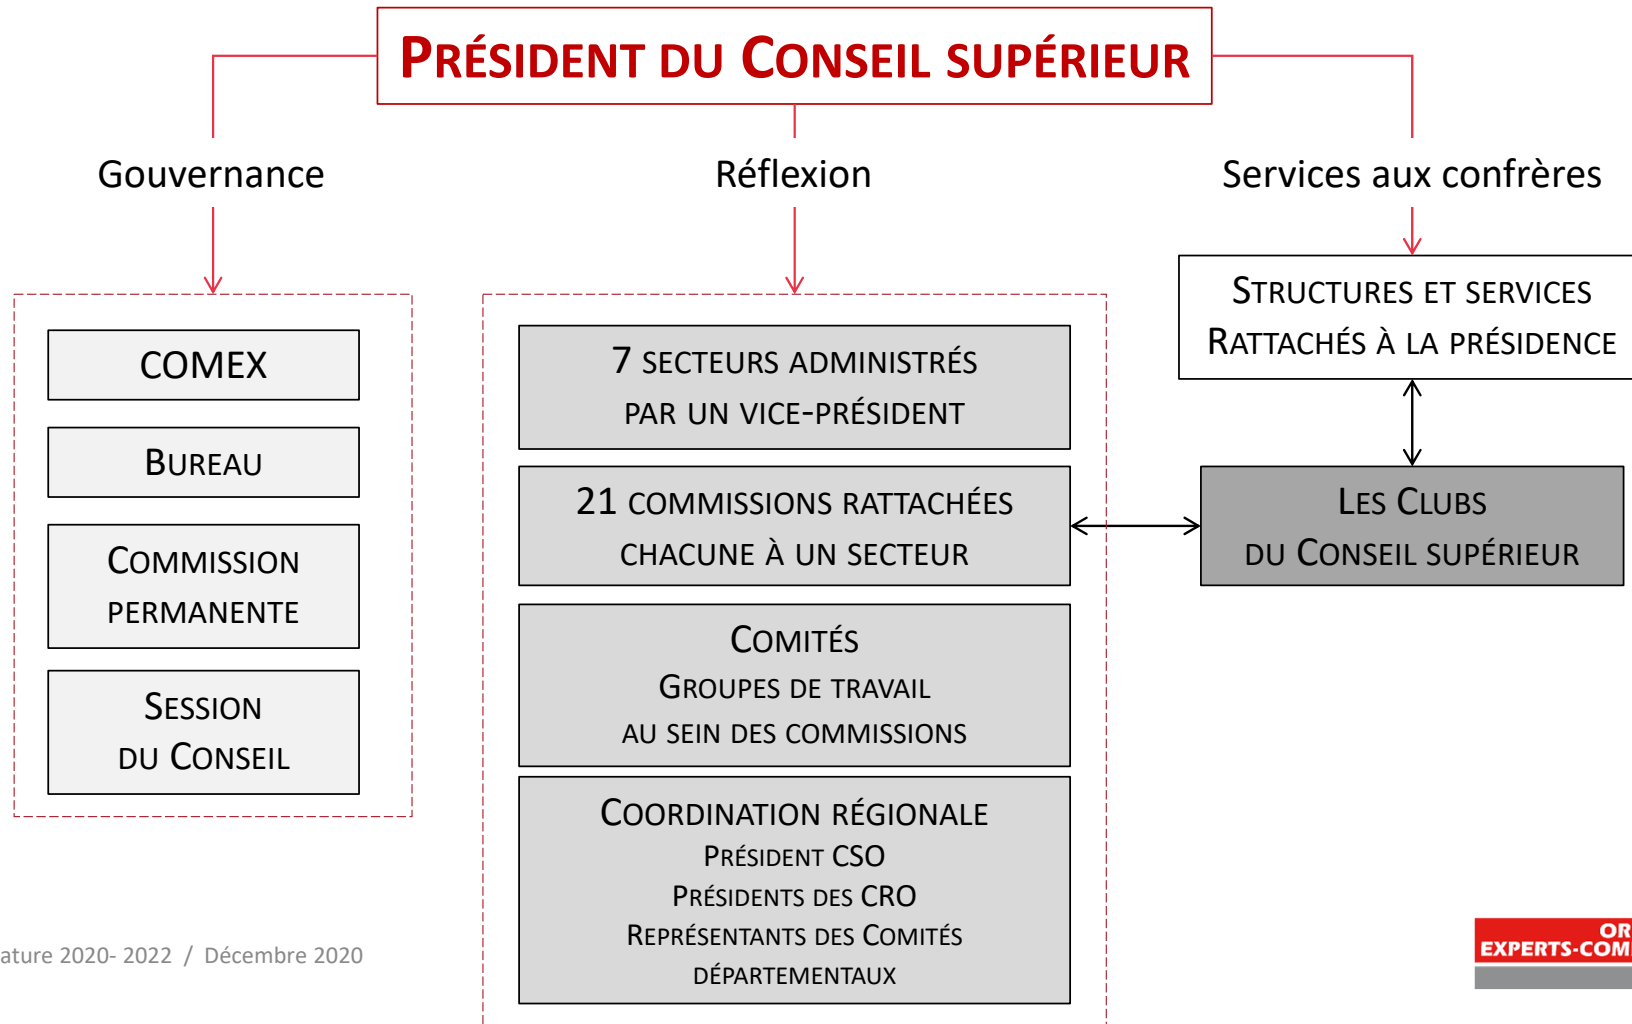 PRÉSIDENT DU CONSEIL SUPÉRIEUR
Gouvernance
Réflexion
Services aux confrères
COMEX
BUREAU
COMMISSION
PERMANENTE
SESSION
DU CONSEIL
7 SECTEURS ADMINISTRÉS
PAR UN VICE-PRÉSIDENT
21 COMMISSIONS RATTACHÉES
CHACUNE À UN SECTEUR
COMITÉS
GROUPES DE TRAVAIL
AU SEIN DES COMMISSIONS
COORDINATION RÉGIONALE
PRÉSIDENT CSO
PRÉSIDENTS DES CRO
REPRÉSENTANTS DES COMITÉS
DÉPARTEMENTAUX
STRUCTURES ET SERVICES
RATTACHÉS À LA PRÉSIDENCE
LES CLUBS
DU CONSEIL SUPÉRIEUR
ature 2020- 2022 / Décembre 2020
OR
EXPERTS-COM